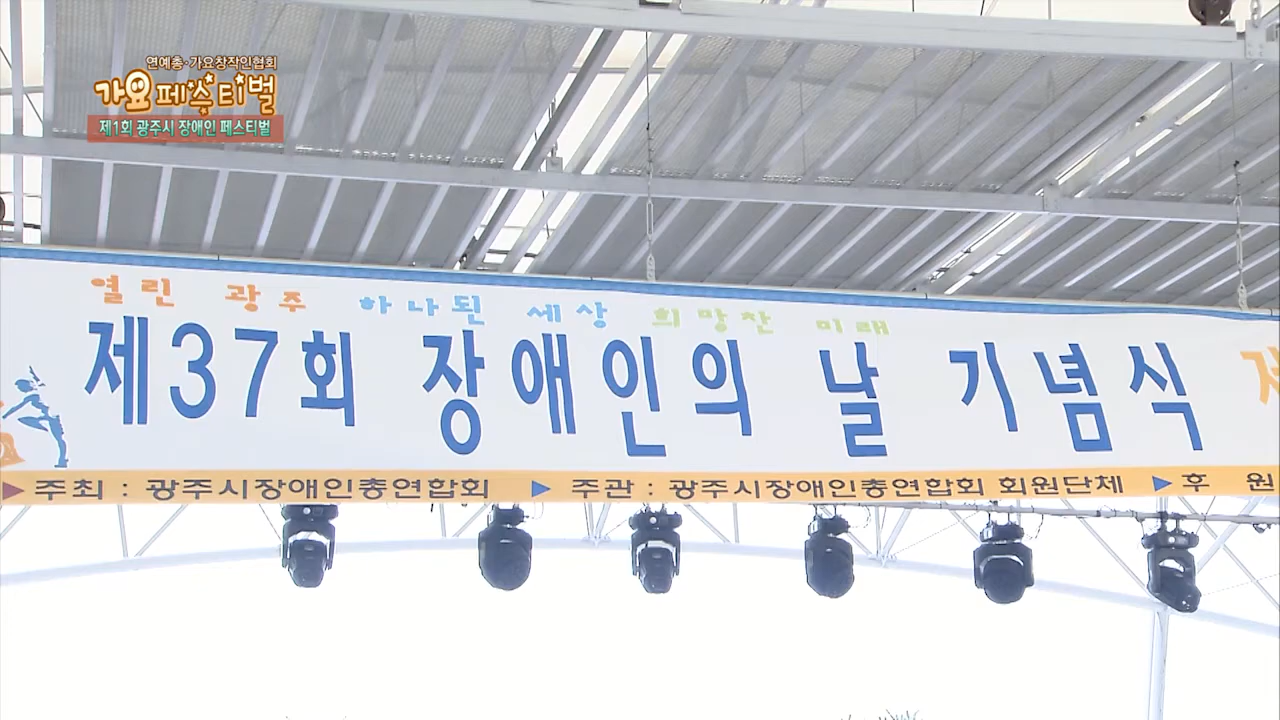 연예총·가요창작인협회
가요페스티벌
제1회 광주시 장애인 페스티벌
열린 광주 하나된 세상 희망찬 미래
제37회 장애인의 날 기념식
▶ 주최 : 광주시장애인총연합회 ▶ 주관 : 광주시장애인총연합회 회원단체 ▶ 후 원